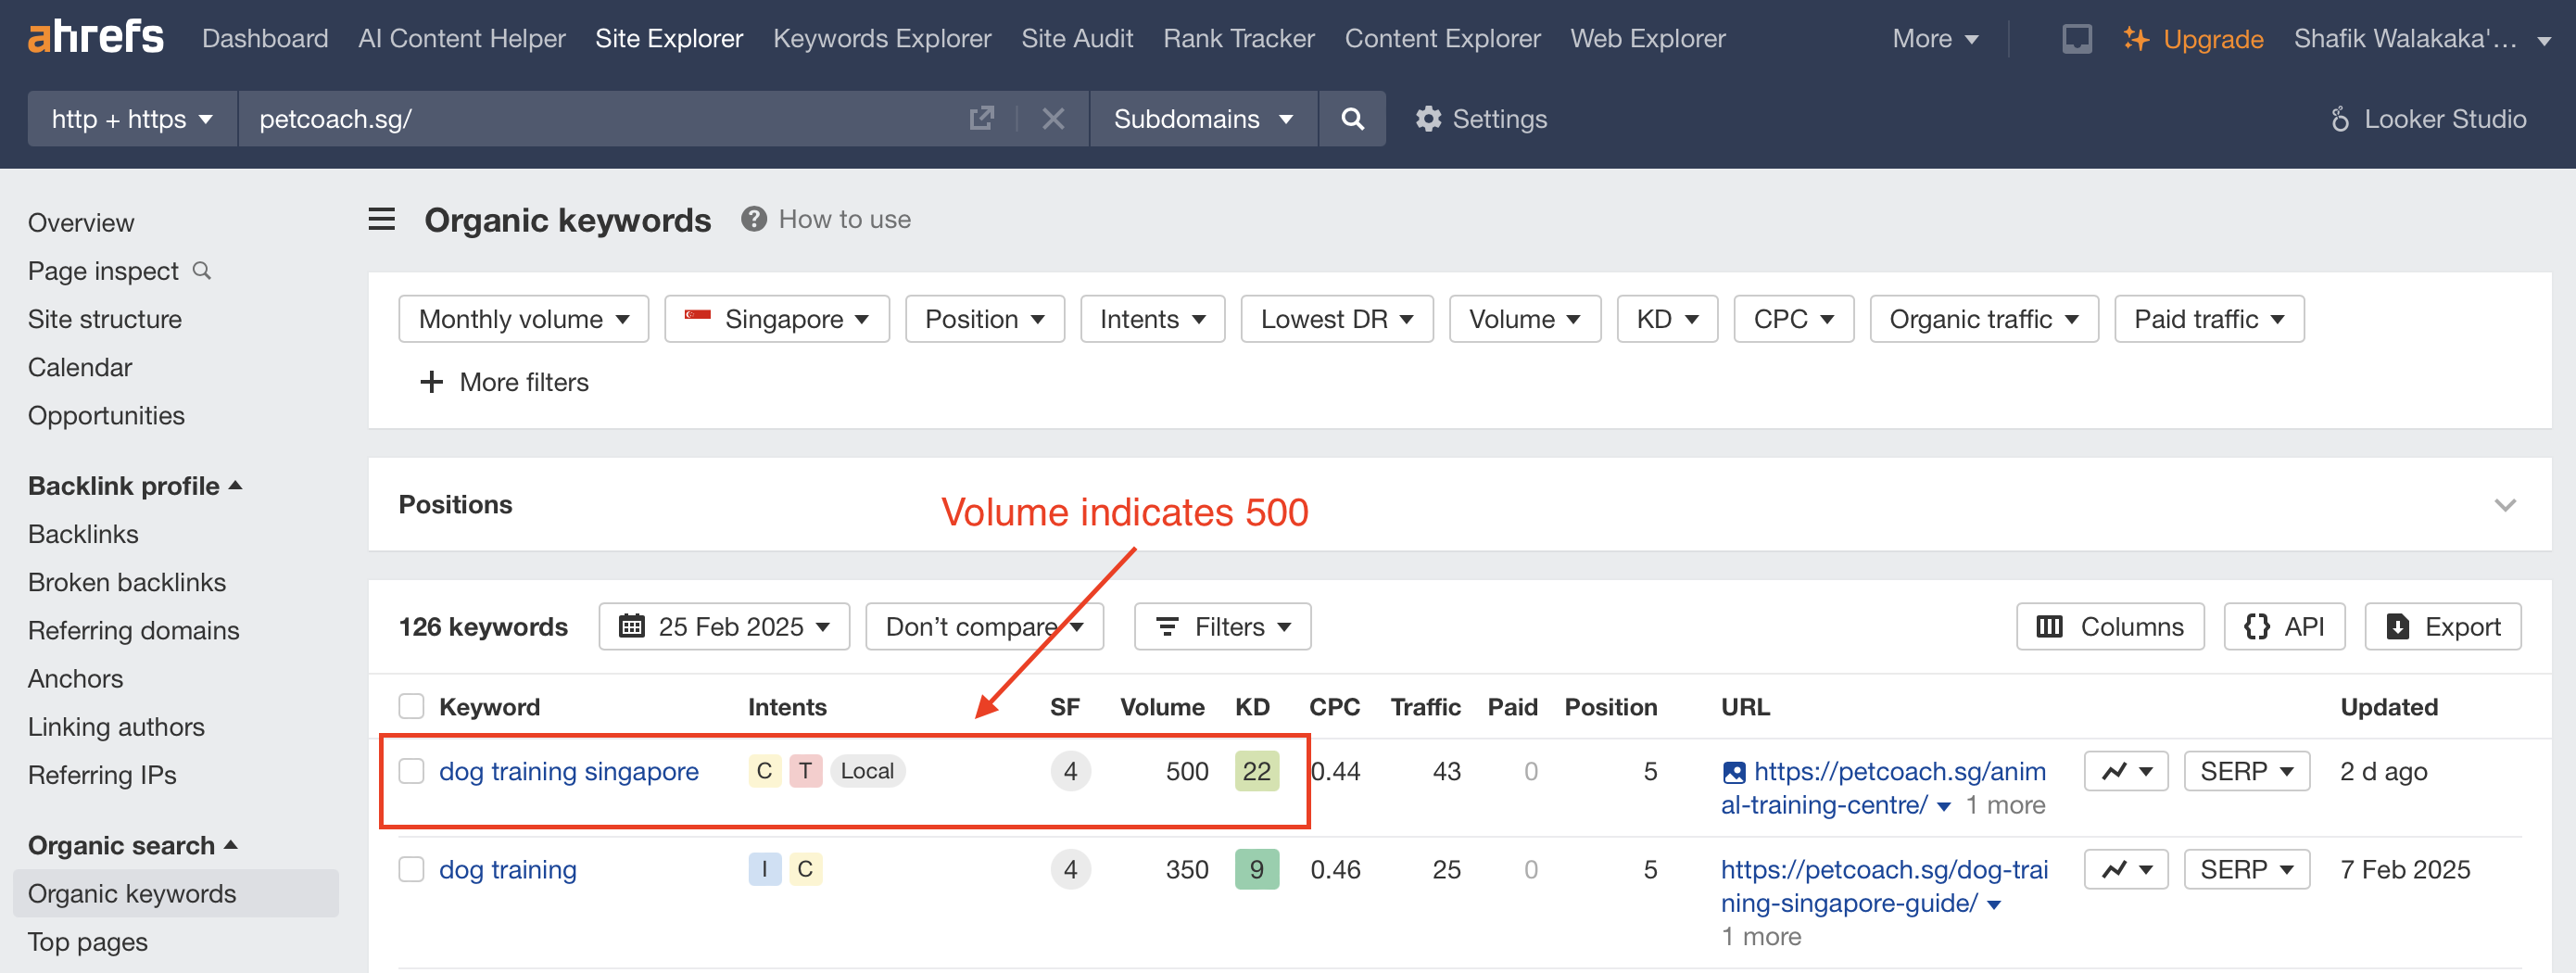 ahrefs Dashboard AI Content Helper Site Explorer Keywords Explorer Site Audit Rank Tracker Content Explorer Web Explorer More Upgrade Shafik Walakaka'...
http + https petcoach.sg/ Subdomains Settings Looker Studio
Overview
Page inspect
Site structure
Calendar
Opportunities
Backlink profile
Backlinks
Broken backlinks
Referring domains
Anchors
Linking authors
Referring IPs
Organic search
Organic keywords
Top pages
Organic keywords ? How to use
Monthly volume Singapore Position Intents Lowest DR Volume KD CPC Organic traffic Paid traffic
+ More filters
Positions
Volume indicates 500
126 keywords 25 Feb 2025 Don't compare Filters Columns {} API Export
Keyword Intents SF Volume KD CPC Traffic Paid Position URL Updated
dog training singapore C T Local 4 500 22 0.44 43 0 5 https://petcoach.sg/anim SERP 2 d ago
al-training-centre/ 1 more
dog training I C 4 350 9 0.46 25 0 5 https://petcoach.sg/dog-trai SERP 7 Feb 2025
ning-singapore-guide/
1 more